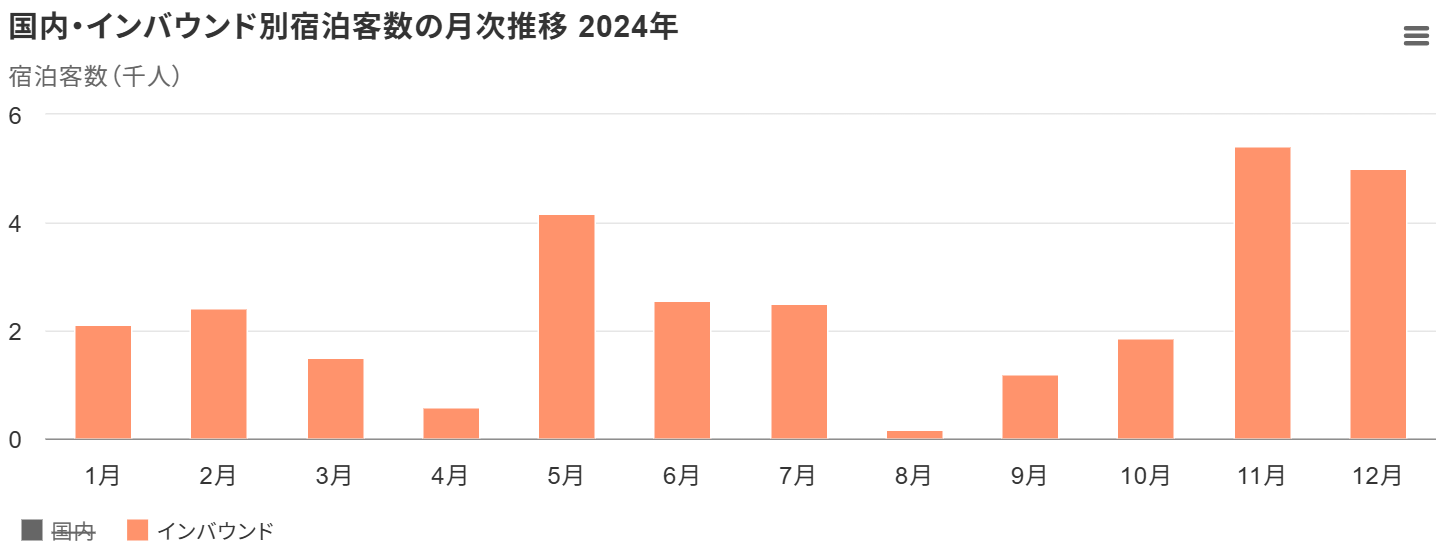 国内・インバウンド別宿泊客数の月次推移 2024年
宿泊客数（千人）
6
4
2
0
1月 2月 3月 4月 5月 6月 7月 8月 9月 10月 11月 12月
国内 インバウンド